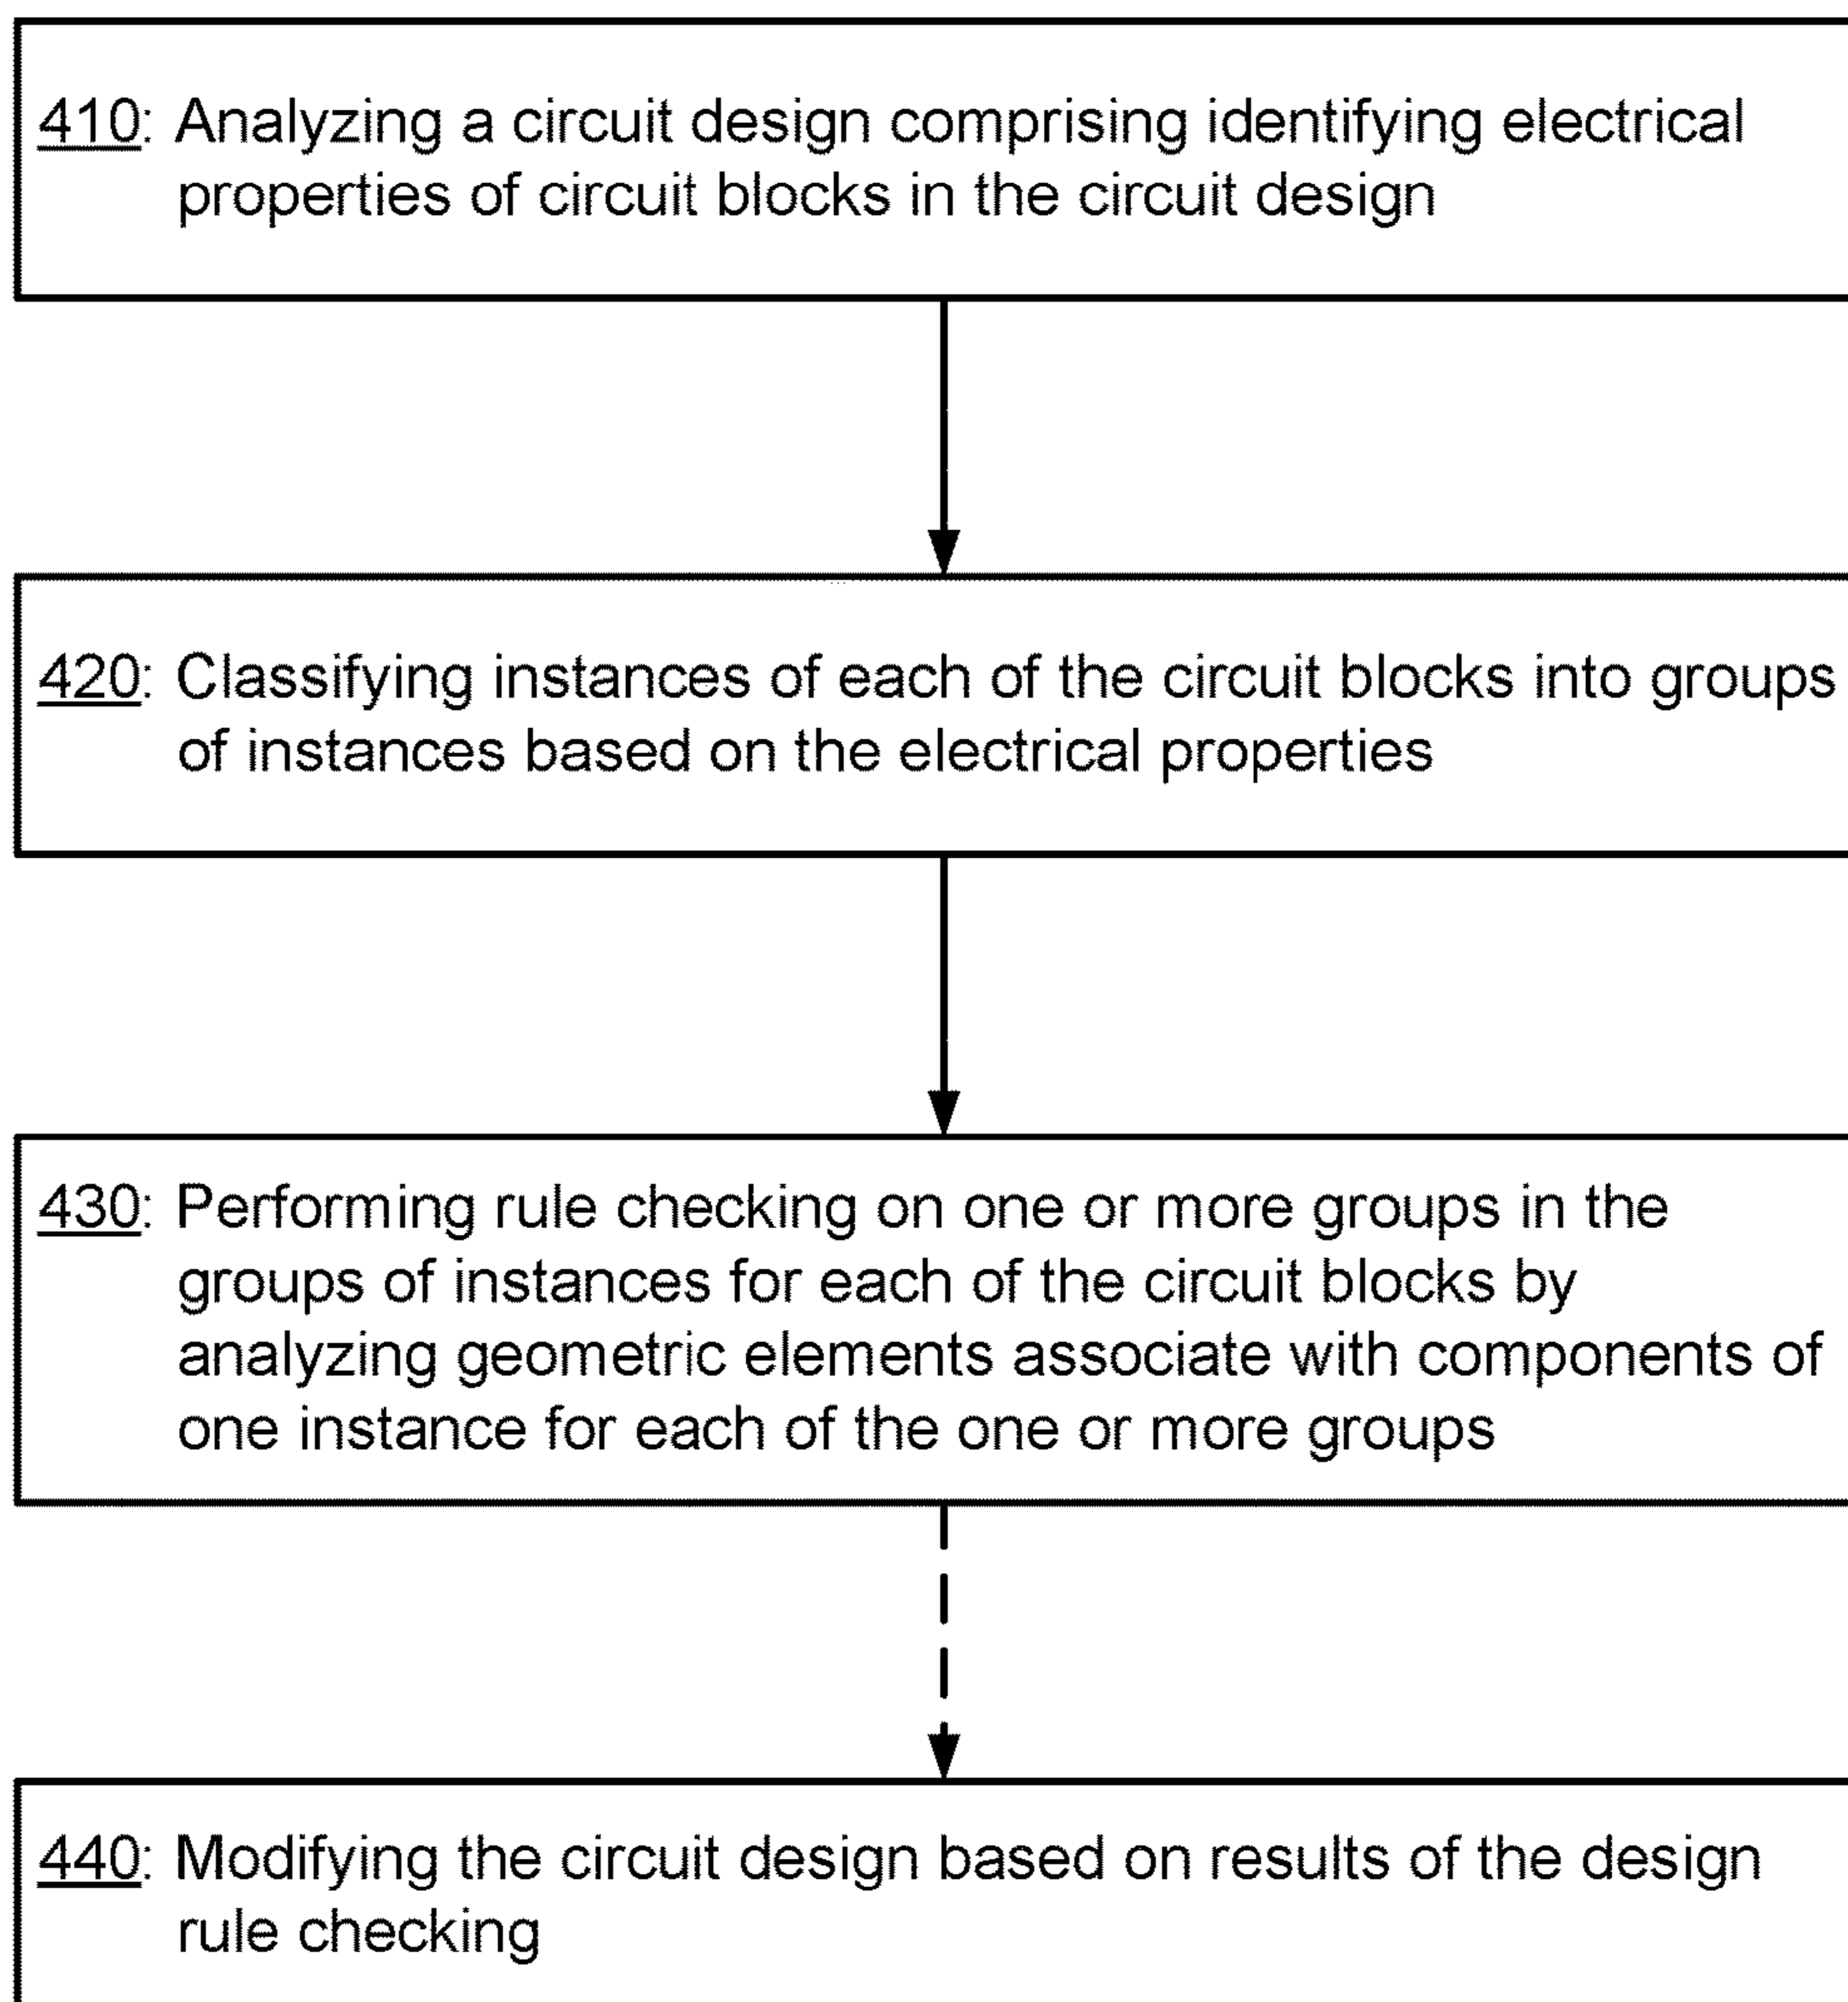 410: Analyzing a circuit design comprising identifying electrical
properties of circuit blocks in the circuit design
420: Classifying instances of each of the circuit blocks into groups
of instances based on the electrical properties
430: Performing rule checking on one or more groups in the
groups of instances for each of the circuit blocks by
analyzing geometric elements associate with components of
one instance for each of the one or more groups
440: Modifying the circuit design based on results of the design
rule checking